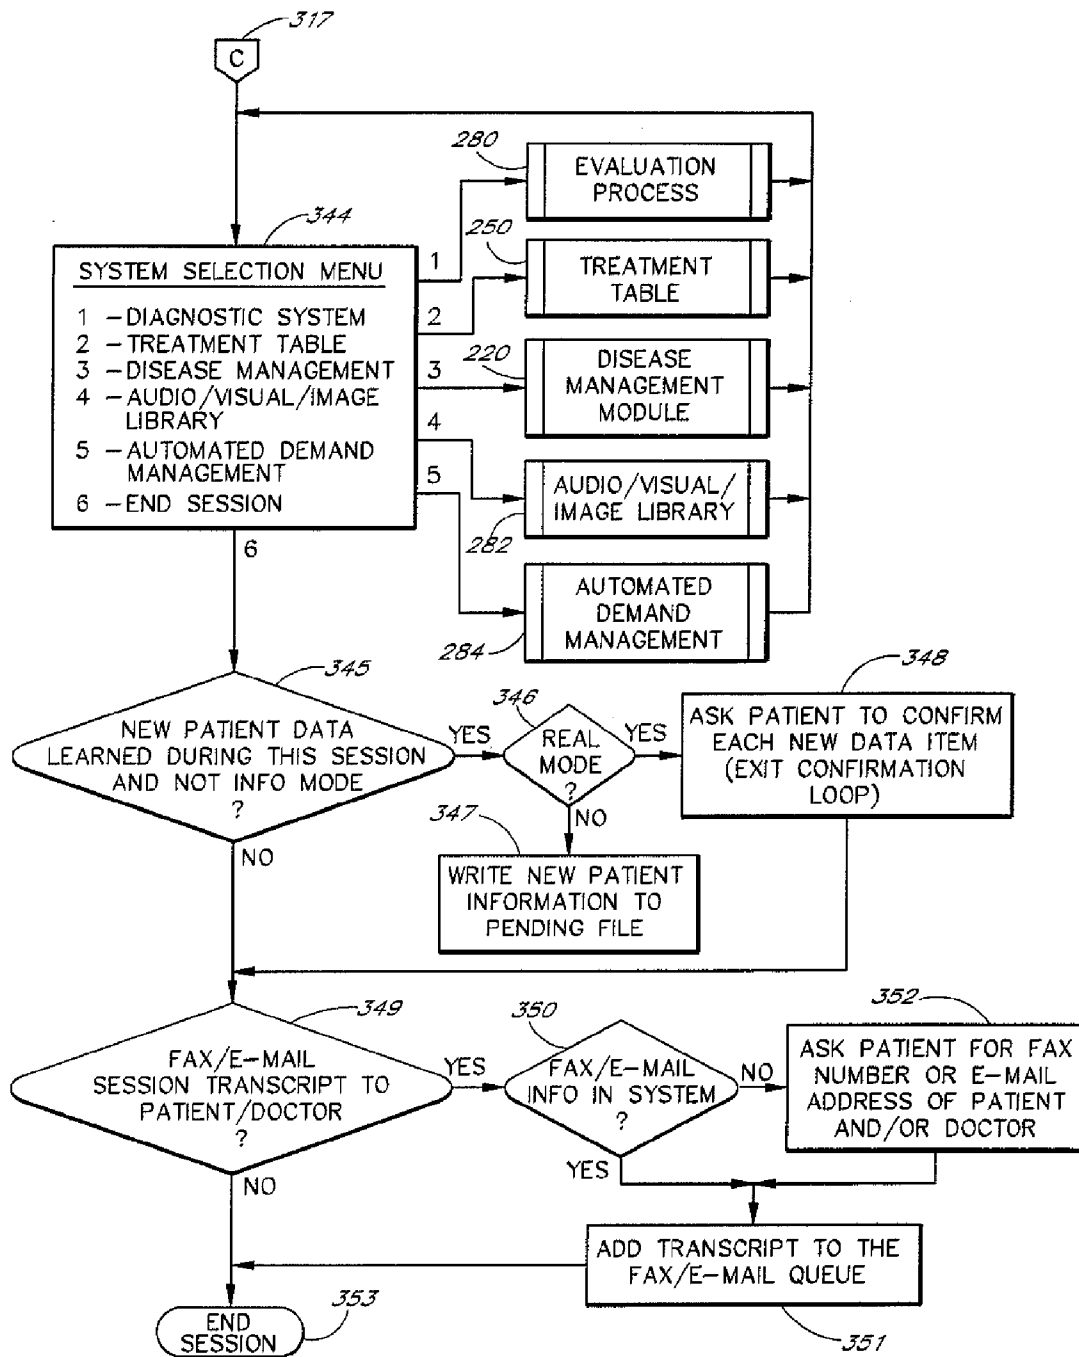 317
C
280
EVALUATION
PROCESS
344
250
SYSTEM SELECTION MENU
1 -DIAGNOSTIC SYSTEM
2 - TREATMENT TABLE
3 -DISEASE MANAGEMENT
4 -AUDIO/VISUAL/IMAGE
LIBRARY
5 -AUTOMATED DEMAND
MANAGEMENT
6 -END SESSION
1
2
3
4
5
6
TREATMENT
TABLE
220
DISEASE
MANAGEMENT
MODULE
AUDIO/VISUAL/
IMAGE LIBRARY
282
AUTOMATED
DEMAND
MANAGEMENT
284
345
NEW PATIENT DATA
LEARNED DURING THIS SESSION
AND NOT INFO MODE
?
YES
NO
346
REAL
MODE
?
YES
NO
348
ASK PATIENT TO CONFIRM
EACH NEW DATA ITEM
(EXIT CONFIRMATION
LOOP)
347
WRITE NEW PATIENT
INFORMATION TO
PENDING FILE
349
FAX/E-MAIL
SESSION TRANSCRIPT TO
PATIENT/DOCTOR
?
YES
NO
350
FAX/E-MAIL
INFO IN SYSTEM
?
NO
YES
352
ASK PATIENT FOR FAX
NUMBER OR E-MAIL
ADDRESS OF PATIENT
AND/OR DOCTOR
ADD TRANSCRIPT TO THE
FAX/E-MAIL QUEUE
351
END
SESSION
353